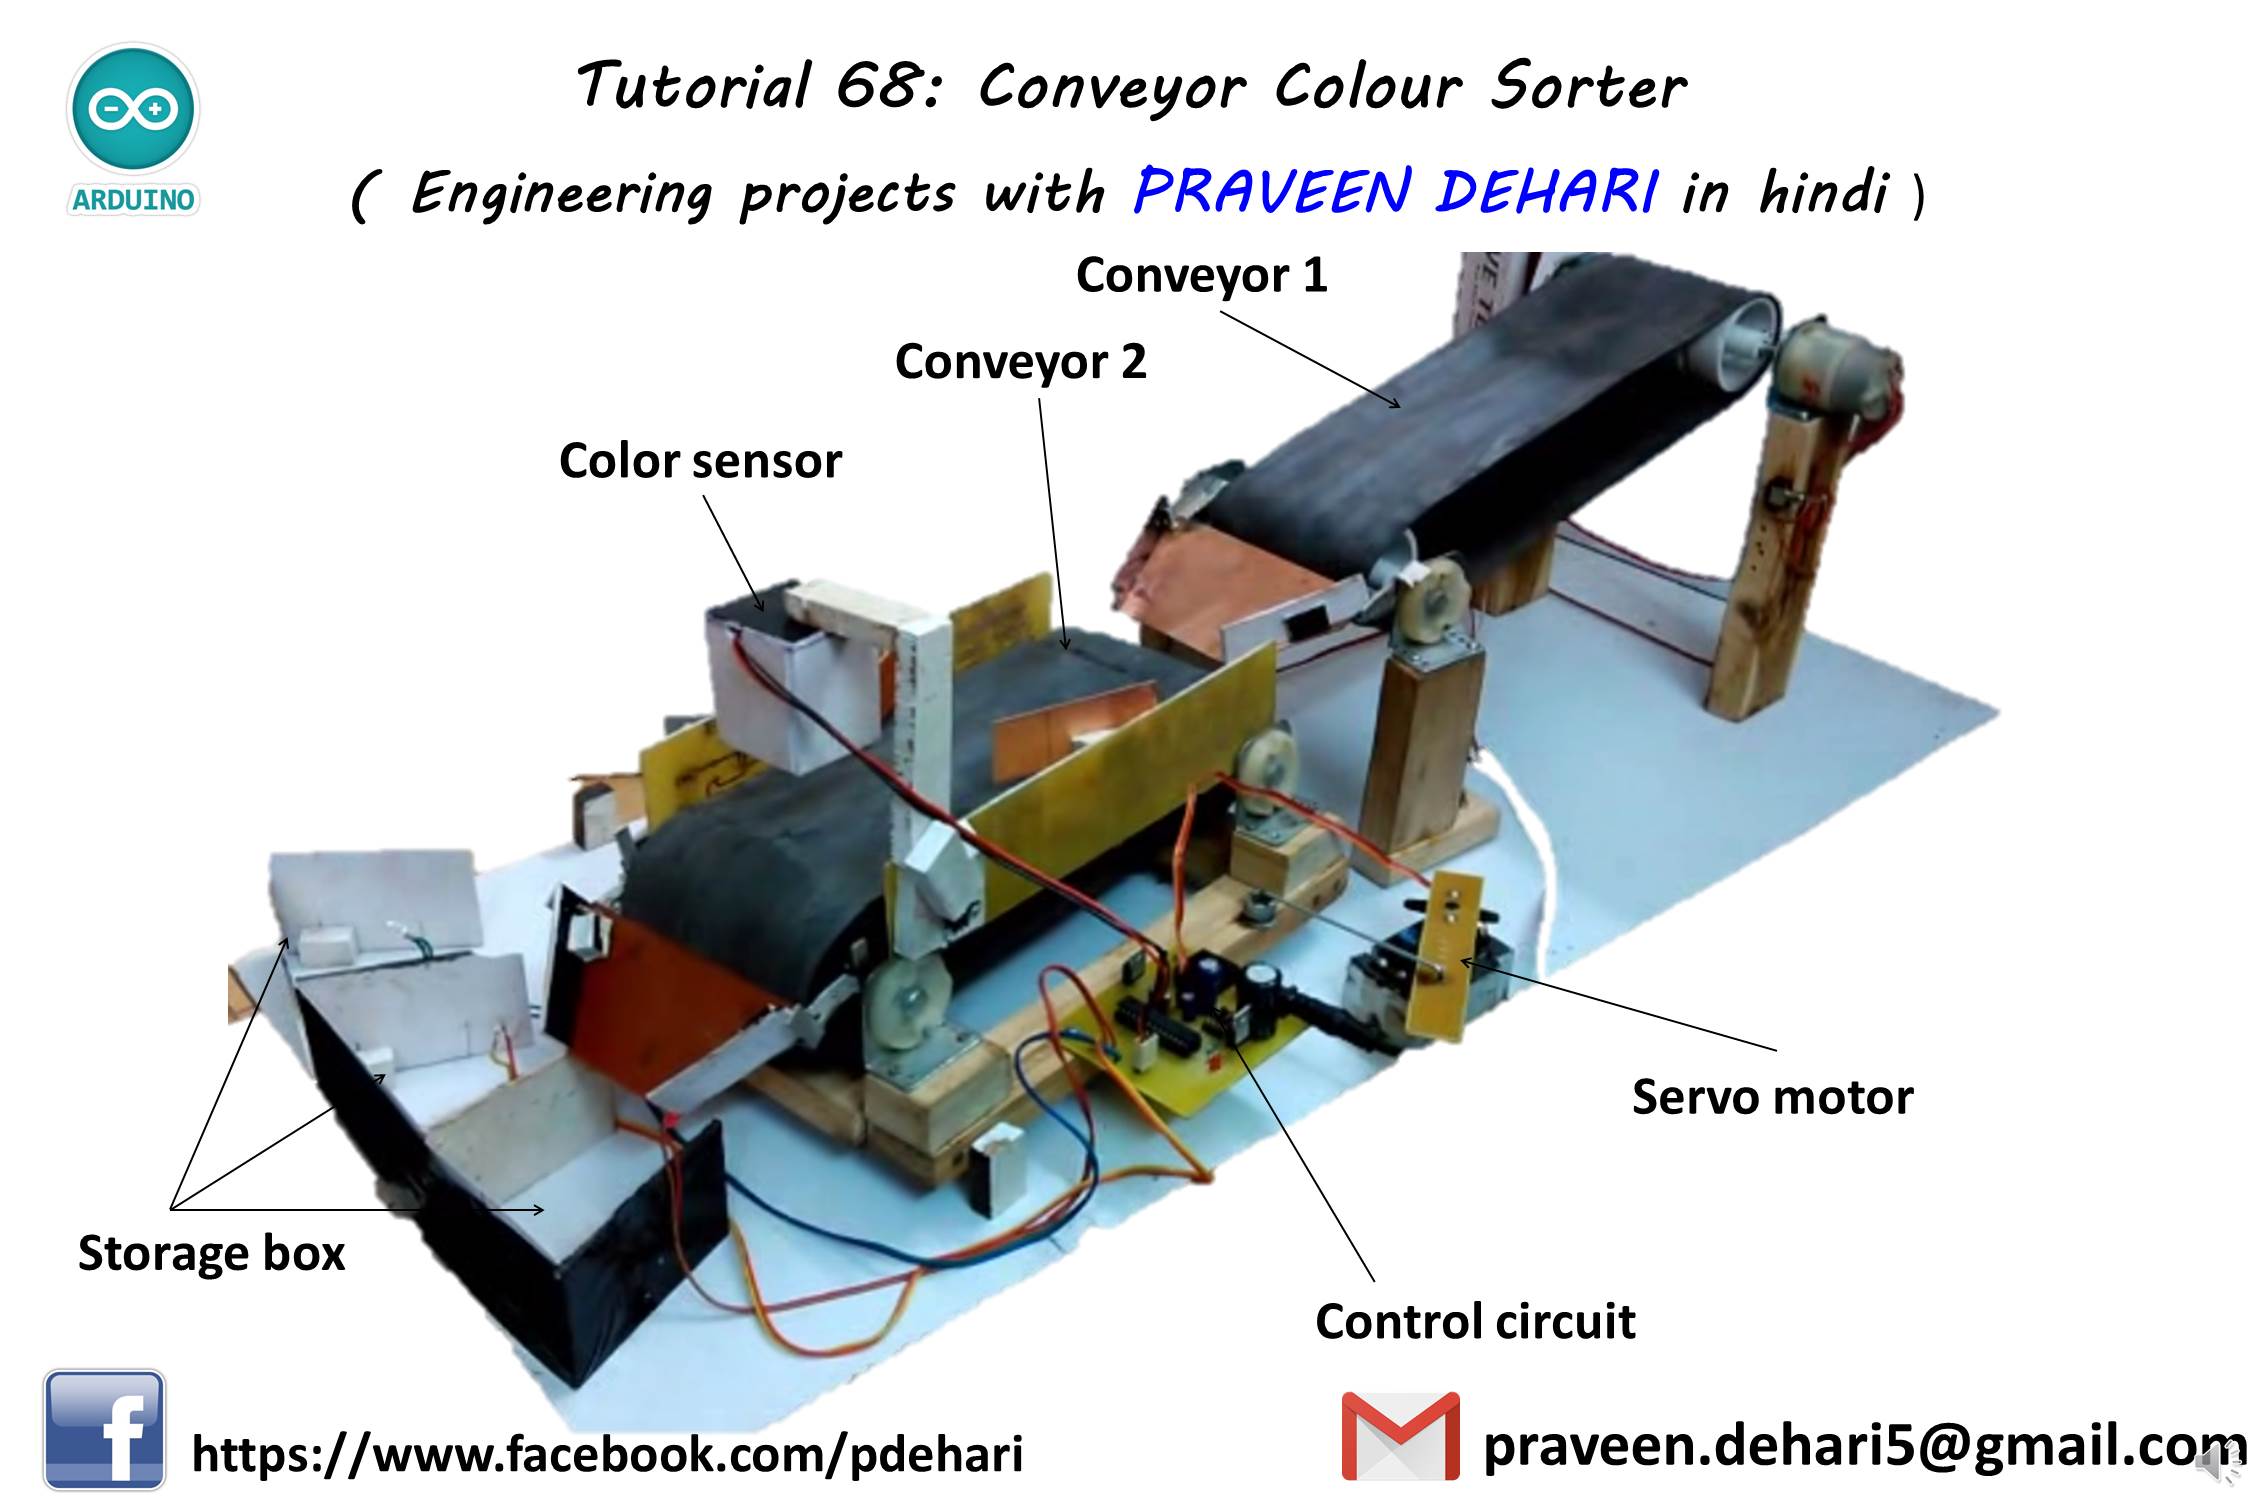 Tutorial 68: Conveyor Colour Sorter
ARDUINO
( Engineering projects with PRAVEEN DEHARI in hindi )
Conveyor 1
Conveyor 2
Color sensor
Servo motor
Storage box
Control circuit
https://www.facebook.com/pdehari
praveen.dehari5@gmail.com